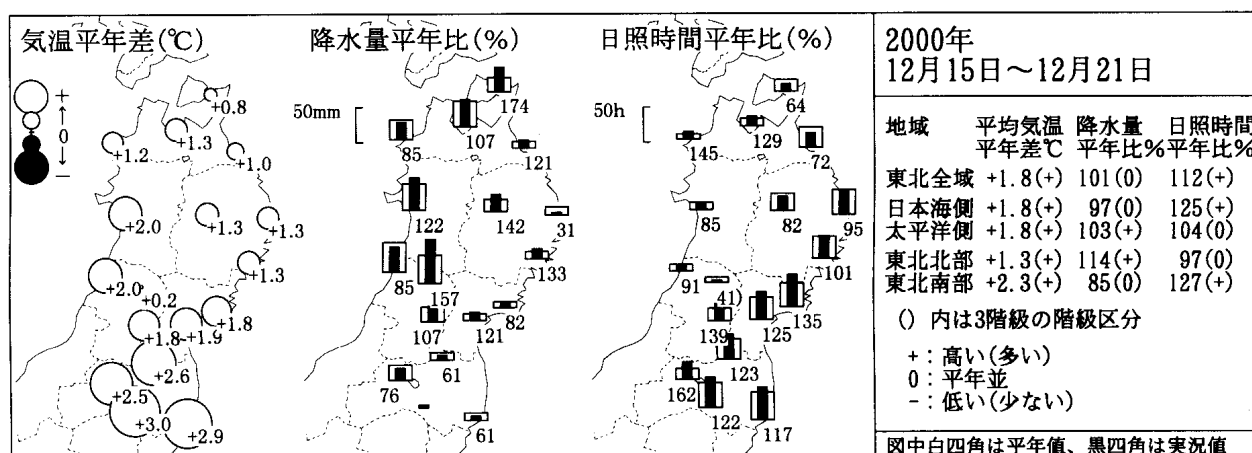 気温平年差(℃)
+
↑
0
↓
−
+0.8
+1.3
+1.2
+1.0
+2.0
+1.3
+1.3
+1.3
+2.0
+0.2
+1.8
+1.8
+1.9
+2.6
+2.5
+3.0
+2.9
降水量平年比(%)
50mm
174
107
85
121
122
142
31
133
85
157
82
107
121
61
76
61
日照時間平年比(%)
50h
64
129
145
72
85
82
95
101
91
41)
135
139
125
123
162
122
117
2000年
12月15日～12月21日
地域 平均気温 降水量 日照時間
平年差℃ 平年比% 平年比%
東北全域 +1.8(+) 101(0) 112(+)
日本海側 +1.8(+) 97(0) 125(+)
太平洋側 +1.8(+) 103(+) 104(0)
東北北部 +1.3(+) 114(+) 97(0)
東北南部 +2.3(+) 85(0) 127(+)
() 内は3階級の階級区分
+：高い(多い)
0：平年並
-：低い(少ない)
図中白四角は平年値、黒四角は実況値